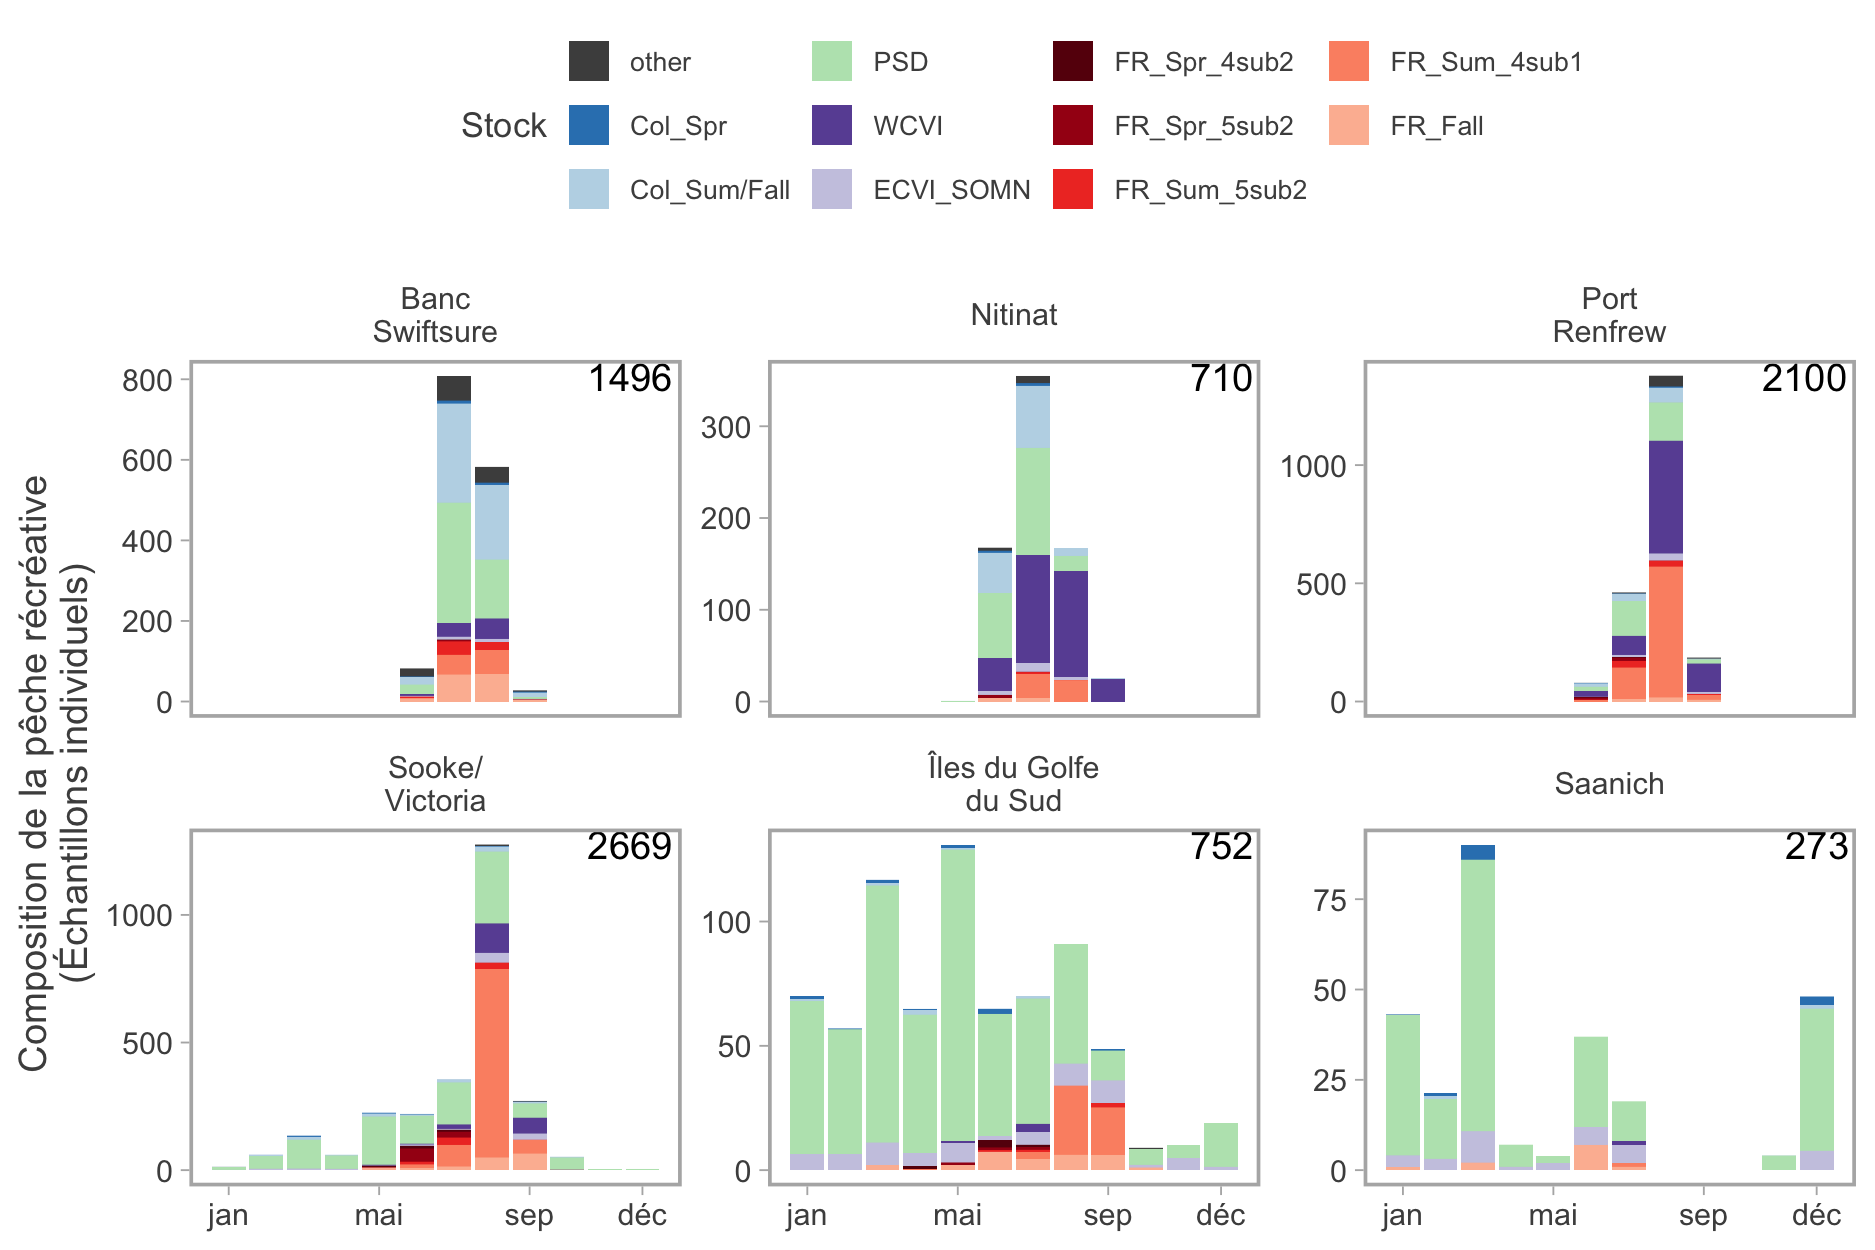 Stock
other
Col_Spr
Col_Sum/Fall
PSD
WCVI
ECVI_SOMN
FR_Spr_4sub2
FR_Spr_5sub2
FR_Sum_5sub2
FR_Sum_4sub1
FR_Fall
Composition de la pêche récréative
(Échantillons individuels)
Banc
Swiftsure
1496
800
600
400
200
0
Nitinat
710
300
200
100
0
Port
Renfrew
2100
1000
500
0
Sooke/
Victoria
2669
1000
500
0
jan mai sep déc
Îles du Golfe
du Sud
752
100
50
0
jan mai sep déc
Saanich
273
75
50
25
0
jan mai sep déc